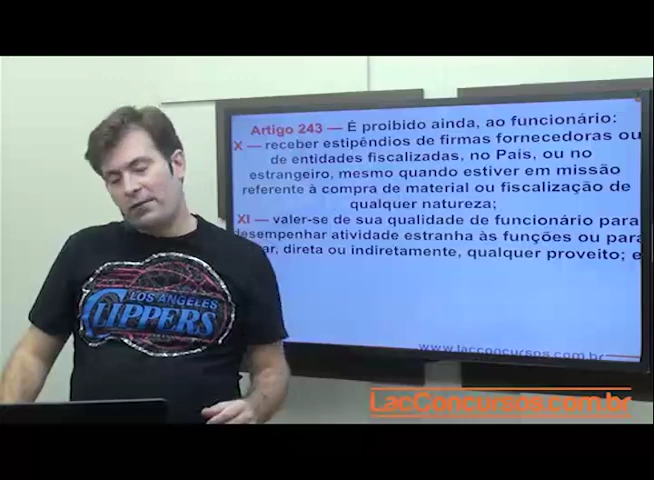 Artigo 243 — É proibido ainda, ao funcionário:
X — receber estipêndios de firmas fornecedoras ou
de entidades fiscalizadas, no País, ou no
estrangeiro, mesmo quando estiver em missão
referente à compra de material ou fiscalização de
qualquer natureza;
XI — valer-se de sua qualidade de funcionário para
desempenhar atividade estranha às funções ou para
direta ou indiretamente, qualquer proveito; e
www.lacconcursos.com.br
LOS ANGELES
CLIPPERS
LacConcursos.com.br